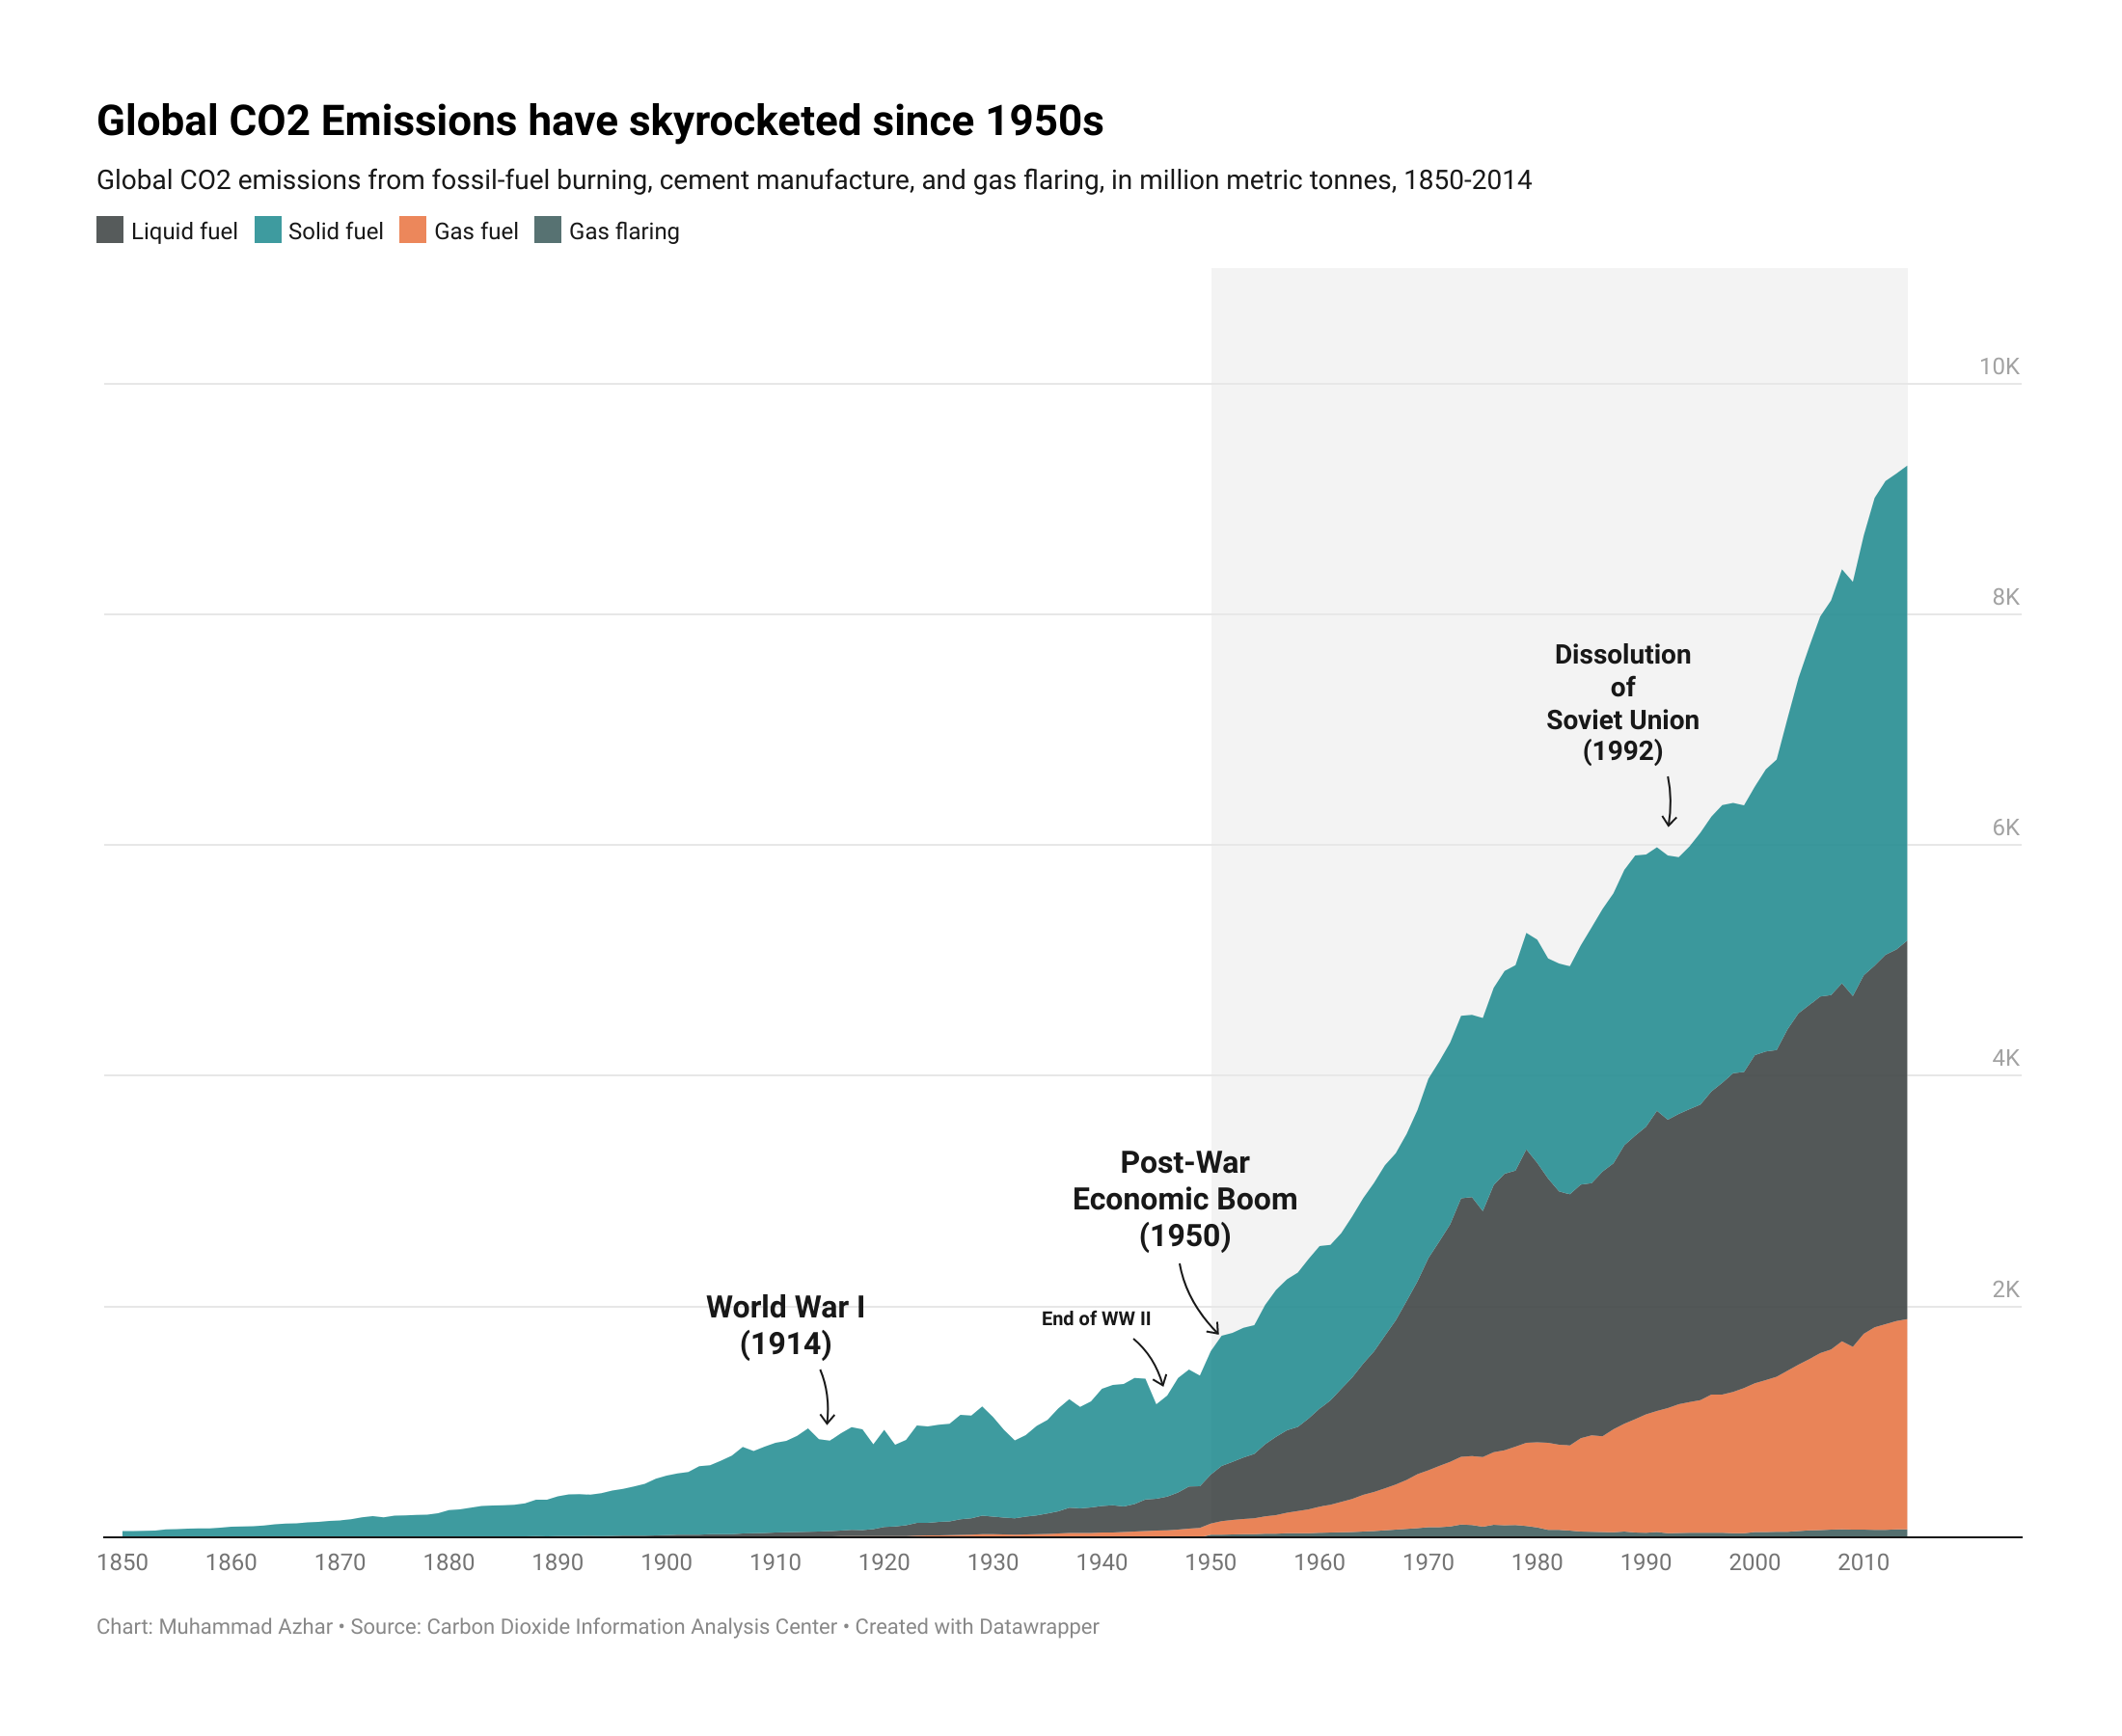 Global CO2 Emissions have skyrocketed since 1950s
Global CO2 emissions from fossil-fuel burning, cement manufacture, and gas flaring, in million metric tonnes, 1850-2014
Liquid fuel Solid fuel Gas fuel Gas flaring
10K
8K
Dissolution
of
Soviet Union
(1992)
6K
4K
Post-War
Economic Boom
(1950)
2K
World War I
(1914)
End of WW II
1850 1860 1870 1880 1890 1900 1910 1920 1930 1940 1950 1960 1970 1980 1990 2000 2010
Chart: Muhammad Azhar • Source: Carbon Dioxide Information Analysis Center • Created with Datawrapper